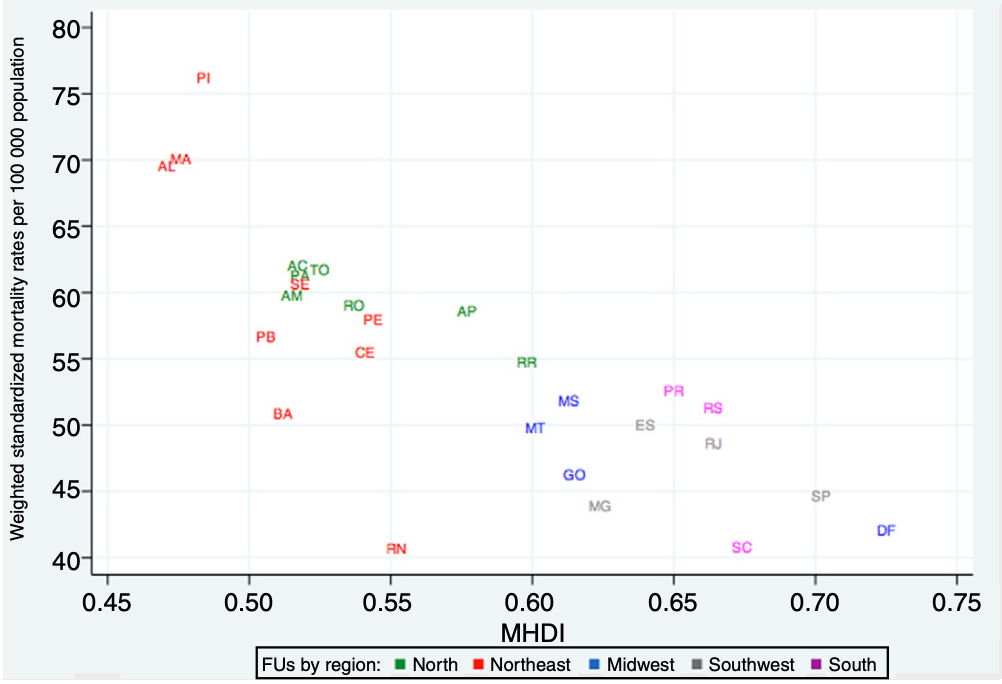 Weighted standardized mortality rates per 100 000 population
80
75
70
65
60
55
50
45
40
PI
MA
AL
AC
TO
PA
SE
AM
RO
AP
PE
PB
CE
RR
BA
MS
PR
RS
MT
ES
RJ
GO
MG
SP
DF
RN
SC
0.45 0.50 0.55 0.60 0.65 0.70 0.75
MHDI
FUs by region: North Northeast Midwest Southwest South